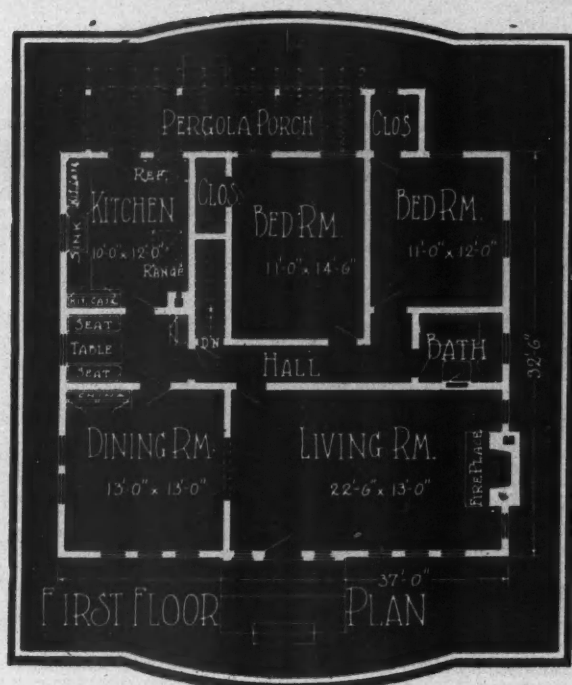 PERGOLA PORCH
CLOS
REF.
KITCHEN
10'-0" x 12'-0"
SINK
RANGE
CLOS
BED RM.
11'-0" x 14'-6"
BED RM.
11'-0" x 12'-0"
SEAT
TABLE
SEAT
D'N
HALL
BATH
32'-6"
DINING RM.
13'-0" x 13'-0"
LIVING RM.
22'-6" x 13'-0"
FIREPLACE
37'-0"
FIRST FLOOR PLAN